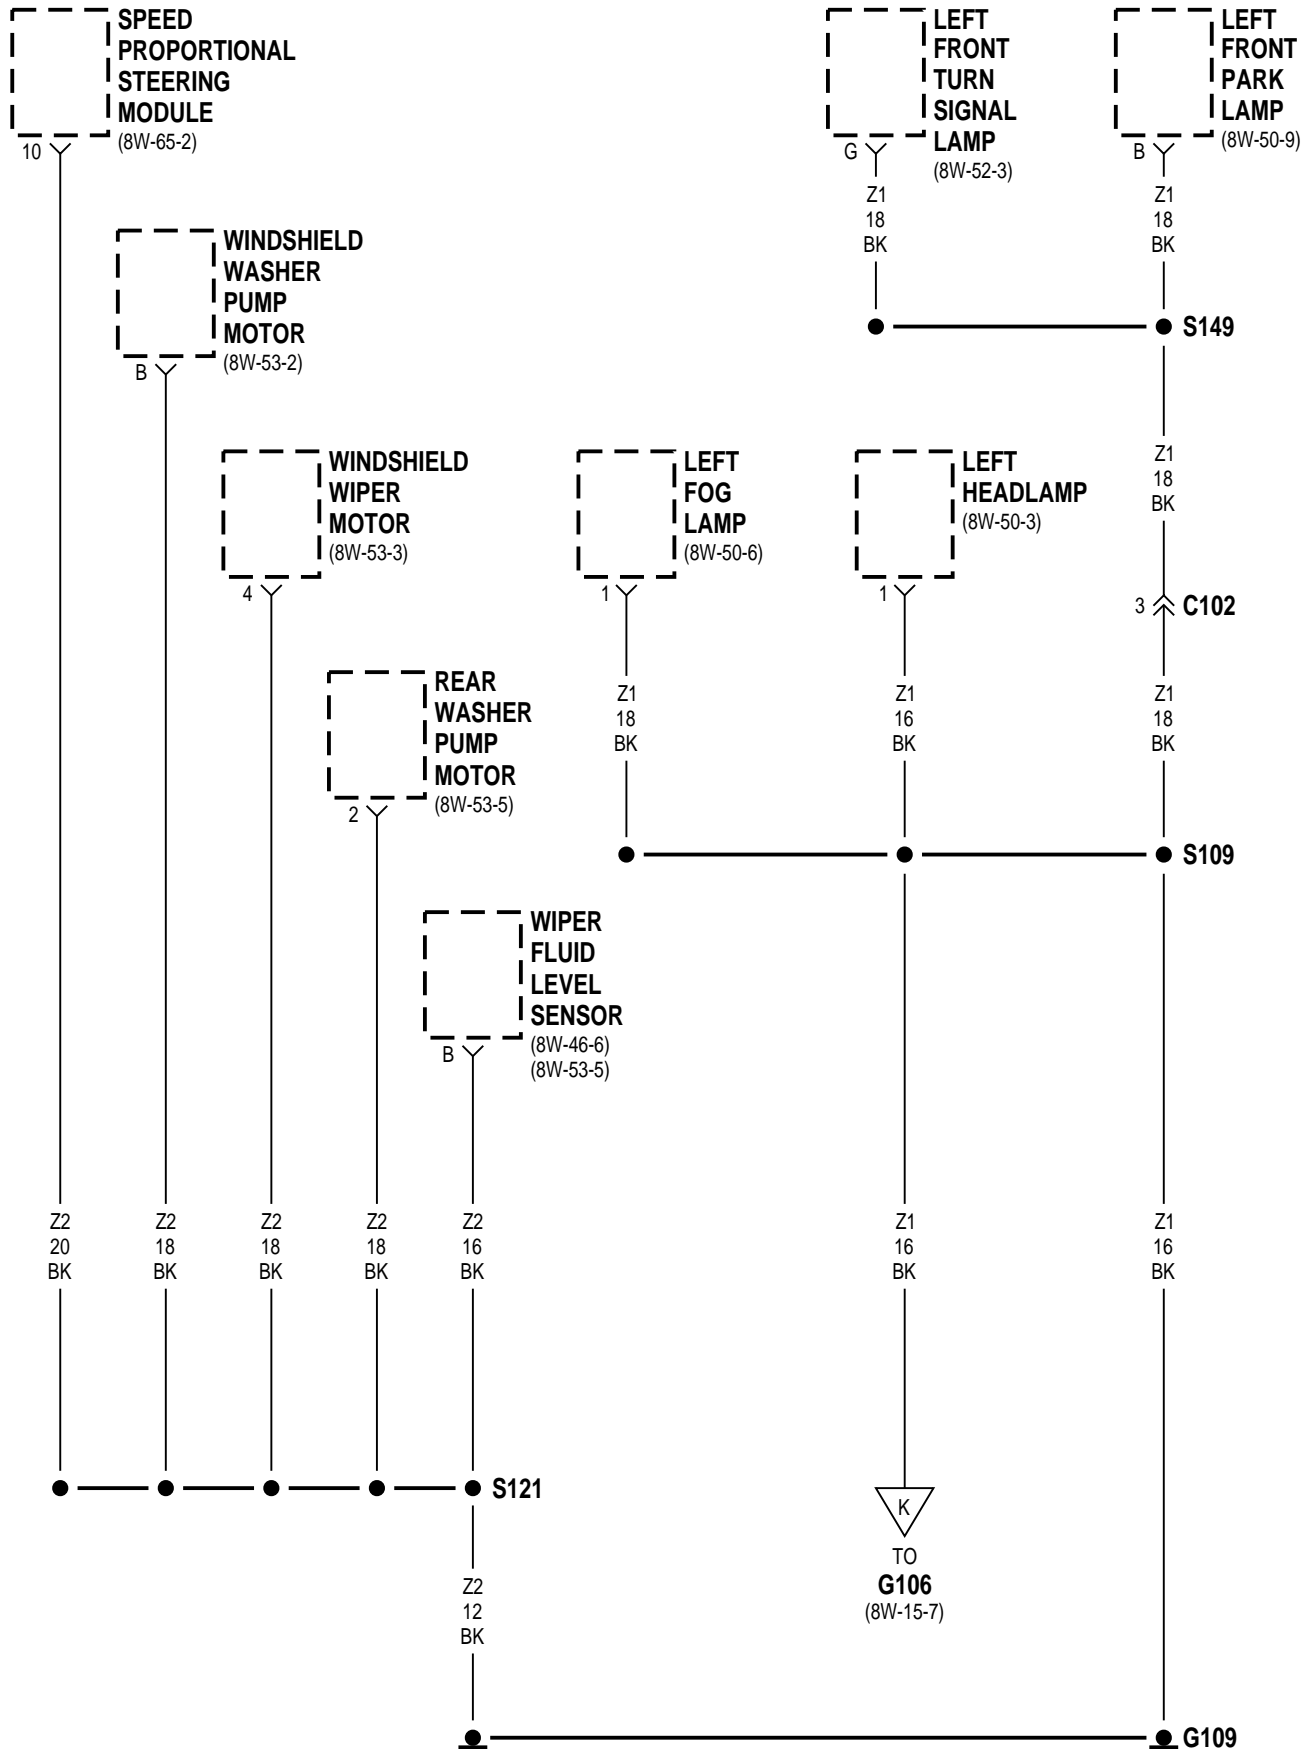 SPEED
PROPORTIONAL
STEERING
MODULE
(8W-65-2)
10
LEFT
FRONT
TURN
SIGNAL
LAMP
(8W-52-3)
G
LEFT
FRONT
PARK
LAMP
(8W-50-9)
B
Z1
18
BK
Z1
18
BK
WINDSHIELD
WASHER
PUMP
MOTOR
(8W-53-2)
B
S149
WINDSHIELD
WIPER
MOTOR
(8W-53-3)
4
LEFT
FOG
LAMP
(8W-50-6)
1
LEFT
HEADLAMP
(8W-50-3)
1
Z1
18
BK
3
C102
REAR
WASHER
PUMP
MOTOR
(8W-53-5)
2
Z1
18
BK
Z1
16
BK
Z1
18
BK
S109
WIPER
FLUID
LEVEL
SENSOR
(8W-46-6)
(8W-53-5)
B
Z2
20
BK
Z2
18
BK
Z2
18
BK
Z2
18
BK
Z2
16
BK
Z1
16
BK
Z1
16
BK
S121
K
TO
G106
(8W-15-7)
Z2
12
BK
G109